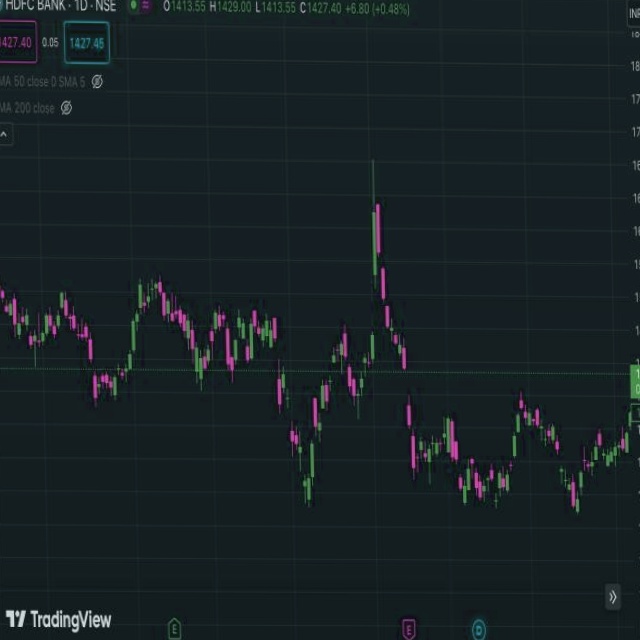 HDFC BANK · 1D · NSE O1413.55 H1429.00 L1413.55 C1427.40 +6.80 (+0.48%)
INR
1427.40 0.05 1427.45
MA 50 close 0 SMA 5
MA 200 close
TradingView
E
E
D